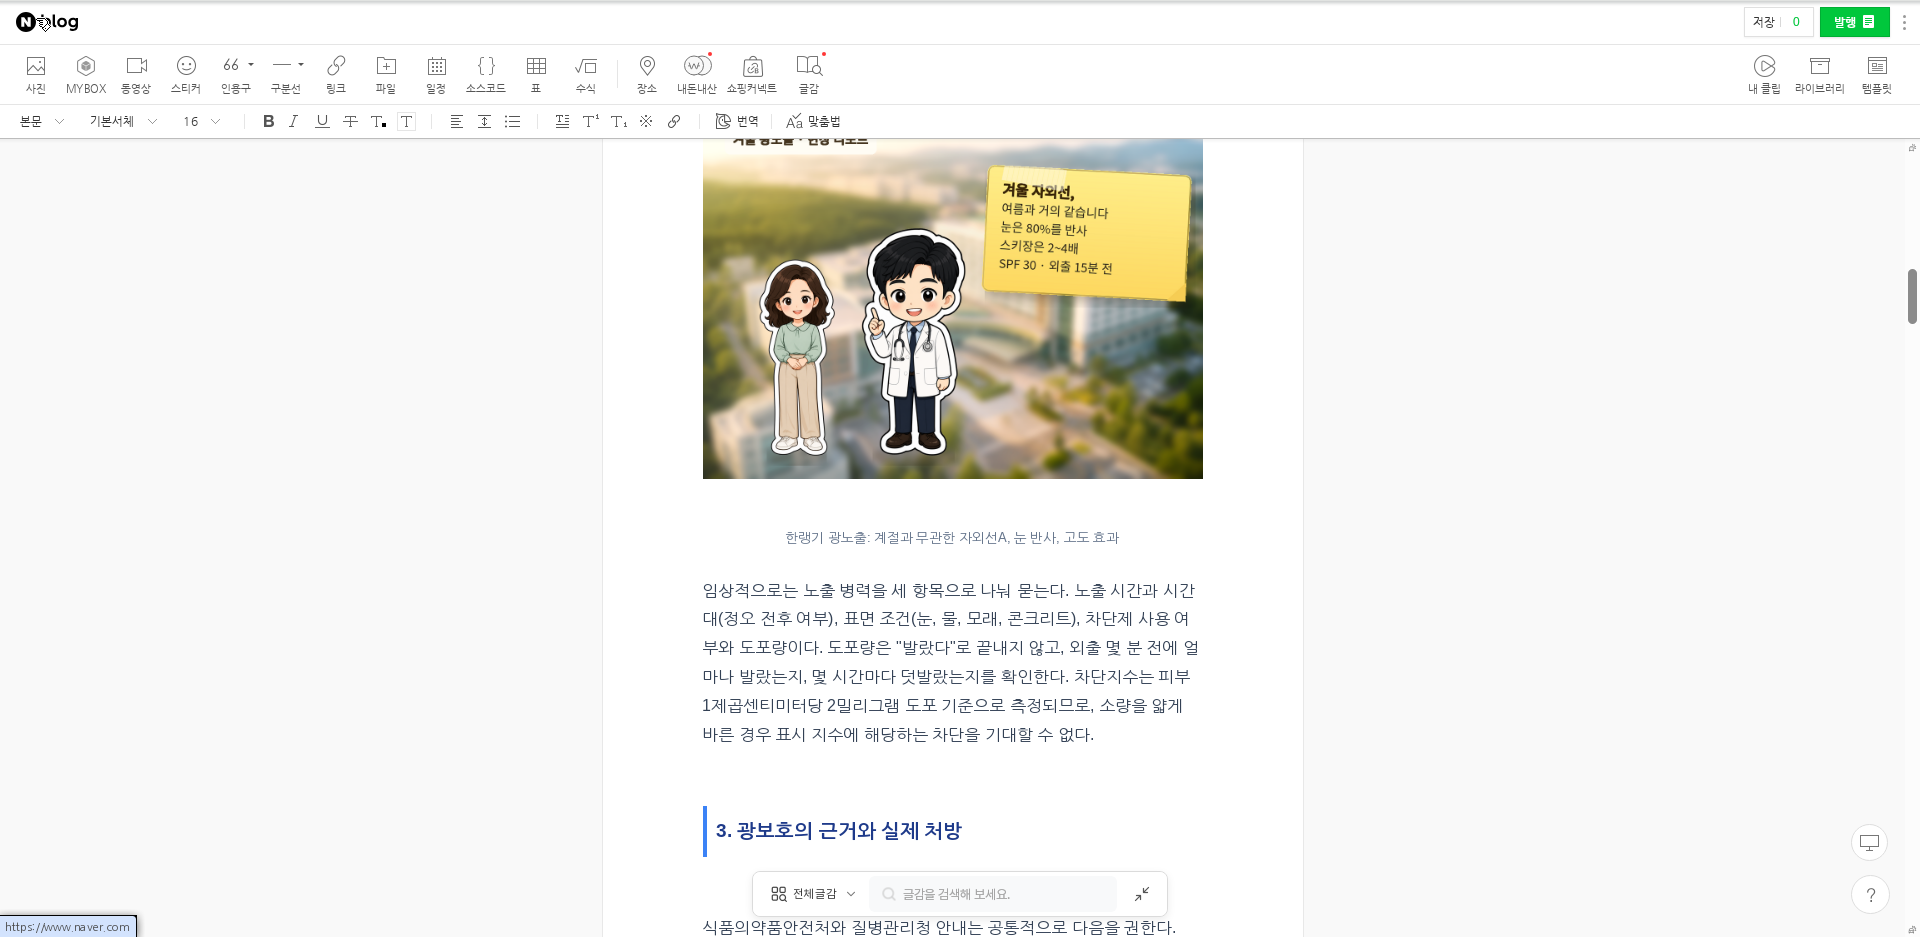 blog
저장 0
발행
사진
MYBOX
동영상
스티커
66
인용구
구분선
링크
파일
일정
소스코드
표
수식
장소
내돈내산
쇼핑커넥트
글감
내 클립
라이브러리
템플릿
본문
기본서체
16
번역
맞춤법
겨울 자외선,
여름과 거의 같습니다
눈은 80%를 반사
스키장은 2~4배
SPF 30 · 외출 15분 전
한랭기 광노출: 계절과 무관한 자외선A, 눈 반사, 고도 효과
임상적으로는 노출 병력을 세 항목으로 나눠 묻는다. 노출 시간과 시간
대(정오 전후 여부), 표면 조건(눈, 물, 모래, 콘크리트), 차단제 사용 여
부와 도포량이다. 도포량은 "발랐다"로 끝내지 않고, 외출 몇 분 전에 얼
마나 발랐는지, 몇 시간마다 덧발랐는지를 확인한다. 차단지수는 피부
1제곱센티미터당 2밀리그램 도포 기준으로 측정되므로, 소량을 얇게
바른 경우 표시 지수에 해당하는 차단을 기대할 수 없다.
3. 광보호의 근거와 실제 처방
전체글감
글감을 검색해 보세요.
식품의약품안전처와 질병관리청 안내는 공통적으로 다음을 권한다.
https://www.naver.com